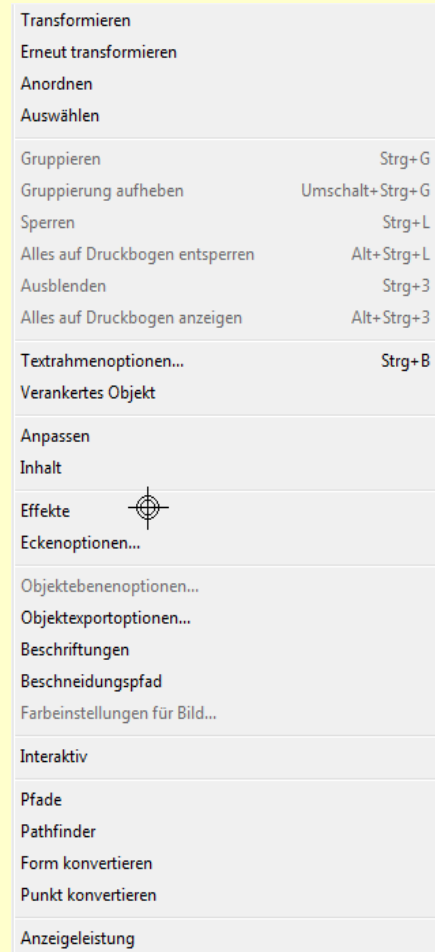 Transformieren
Erneut transformieren
Anordnen
Auswählen
Gruppieren Strg+G
Gruppierung aufheben Umschalt+Strg+G
Sperren Strg+L
Alles auf Druckbogen entsperren Alt+Strg+L
Ausblenden Strg+3
Alles auf Druckbogen anzeigen Alt+Strg+3
Textrahmenoptionen... Strg+B
Verankertes Objekt
Anpassen
Inhalt
Effekte
Eckenoptionen...
Objektebenenoptionen...
Objektexportoptionen...
Beschriftungen
Beschneidungspfad
Farbeinstellungen für Bild...
Interaktiv
Pfade
Pathfinder
Form konvertieren
Punkt konvertieren
Anzeigeleistung